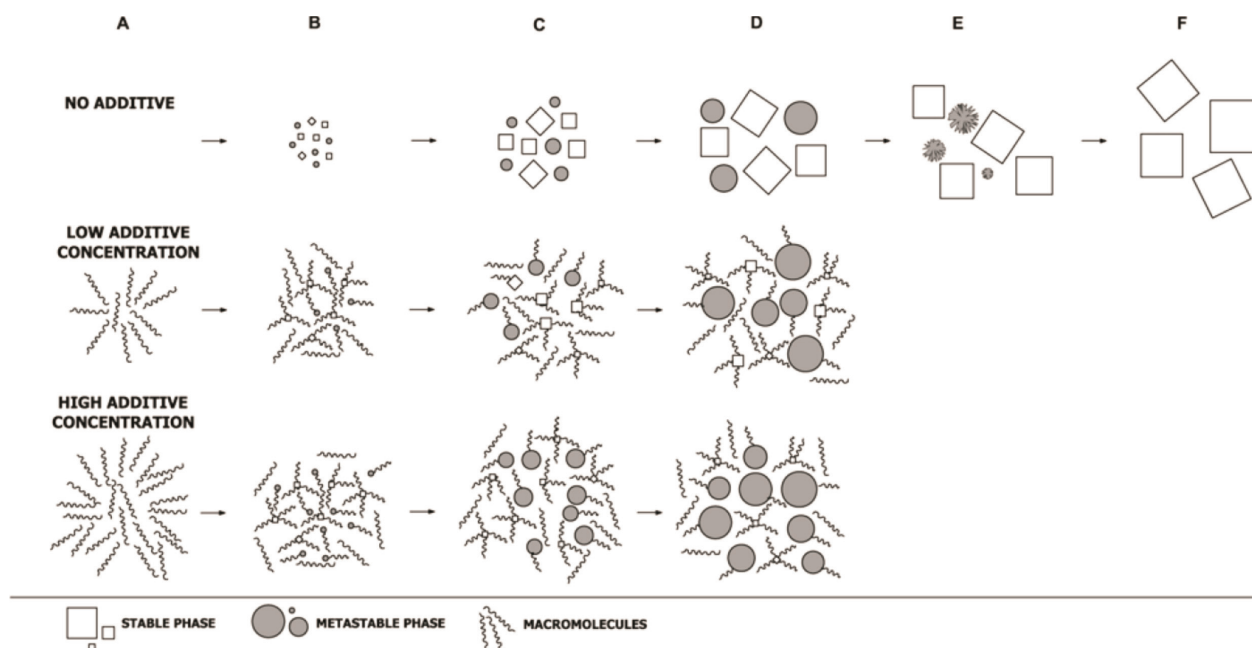 A B C D E F
NO ADDITIVE
LOW ADDITIVE
CONCENTRATION
HIGH ADDITIVE
CONCENTRATION
STABLE PHASE METASTABLE PHASE MACROMOLECULES